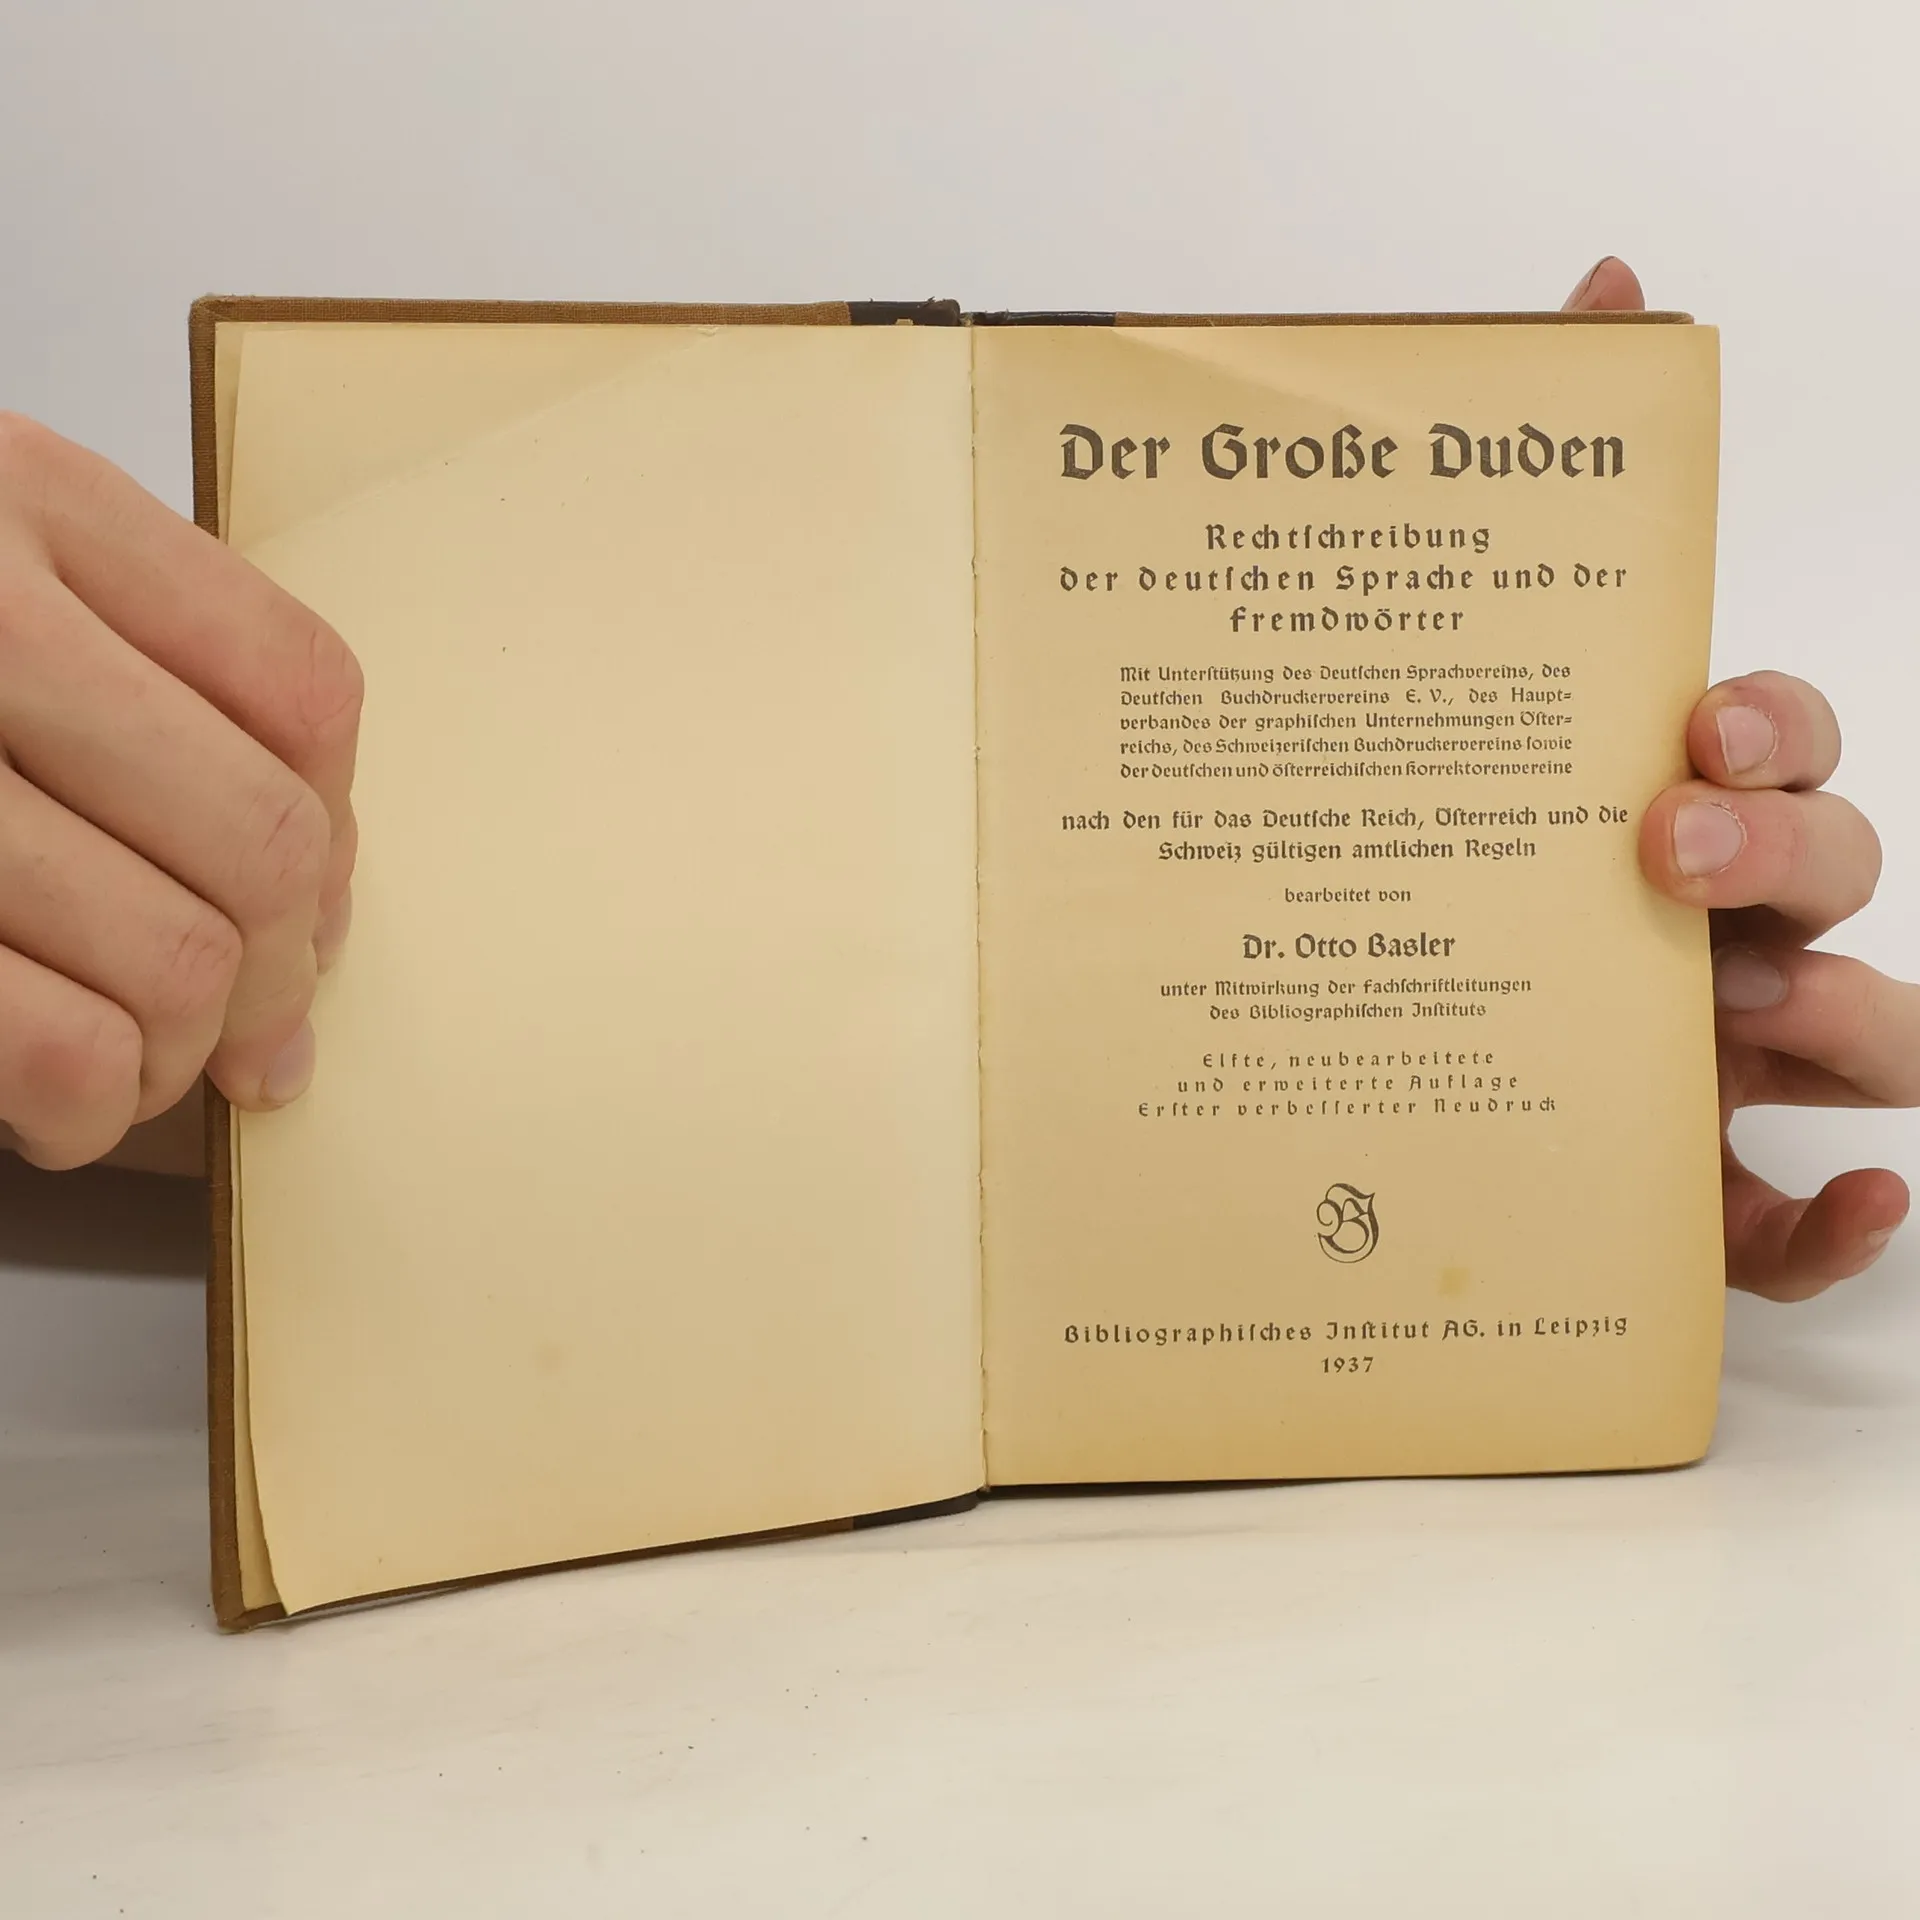 Der Große Duden
Rechtſchreibung
der deutſchen Sprache und der
Fremdwörter
Mit Unterſtützung des Deutſchen Sprachvereins, des
Deutſchen Buchdruckervereins E. V., des Haupt=
verbandes der graphiſchen Unternehmungen Öſter=
reichs, des Schweizeriſchen Buchdruckervereins ſowie
der deutſchen und öſterreichiſchen Korrektorenvereine
nach den für das Deutſche Reich, Öſterreich und die
Schweiz gültigen amtlichen Regeln
bearbeitet von
Dr. Otto Basler
unter Mitwirkung der Fachſchriftleitungen
des Bibliographiſchen Inſtituts
Elfte, neubearbeitete
und erweiterte Auflage
Erſter verbeſſerter Neudruck
BI
Bibliographiſches Inſtitut AG. in Leipzig
1937